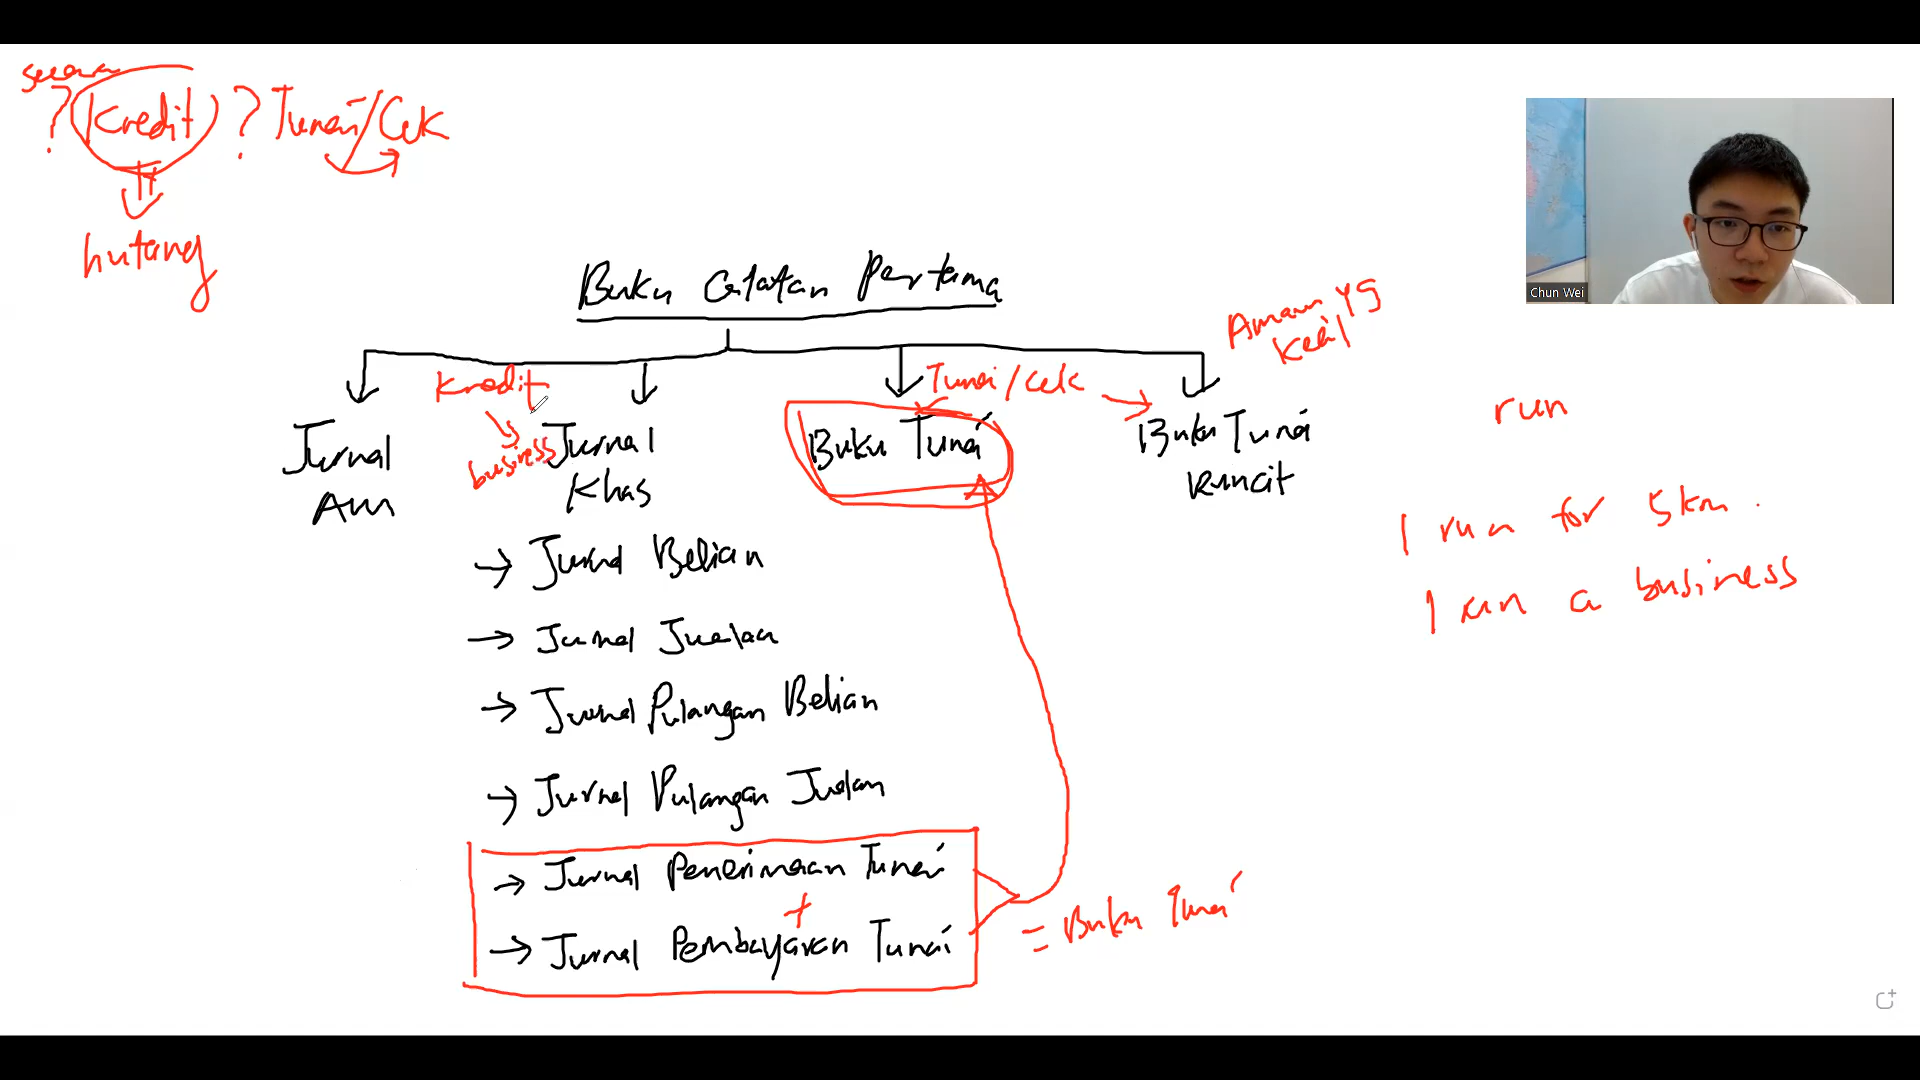 secara
? Kredit ? Tunai/Cek
hutang
Buku Catatan Pertama
Amaun yg
kecil
Kredit
Tunai/Cek
business
Jurnal
Am
Jurnal
Khas
Buku Tunai
Buku Tunai
Runcit
run
I run for 5km.
I run a business
→ Jurnal Belian
→ Jurnal Jualan
→ Jurnal Pulangan Belian
→ Jurnal Pulangan Jualan
→ Jurnal Penerimaan Tunai
+
→ Jurnal Pembayaran Tunai
= Buku Tunai
Chun Wei